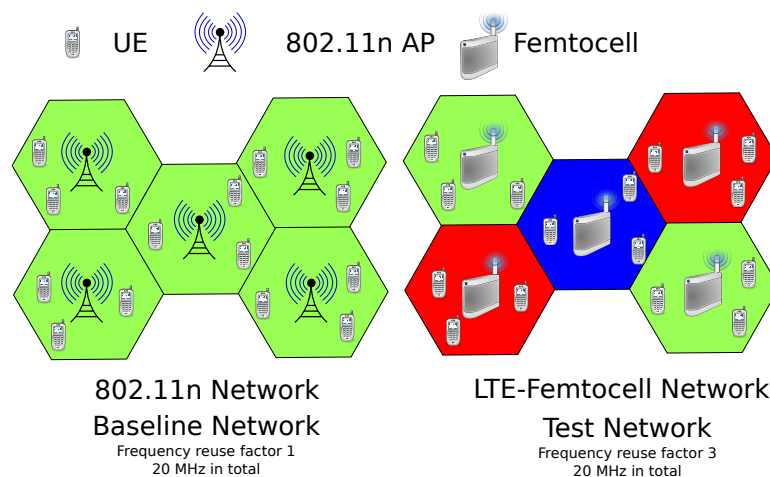 UE 802.11n AP Femtocell
802.11n Network
Baseline Network
Frequency reuse factor 1
20 MHz in total
LTE-Femtocell Network
Test Network
Frequency reuse factor 3
20 MHz in total